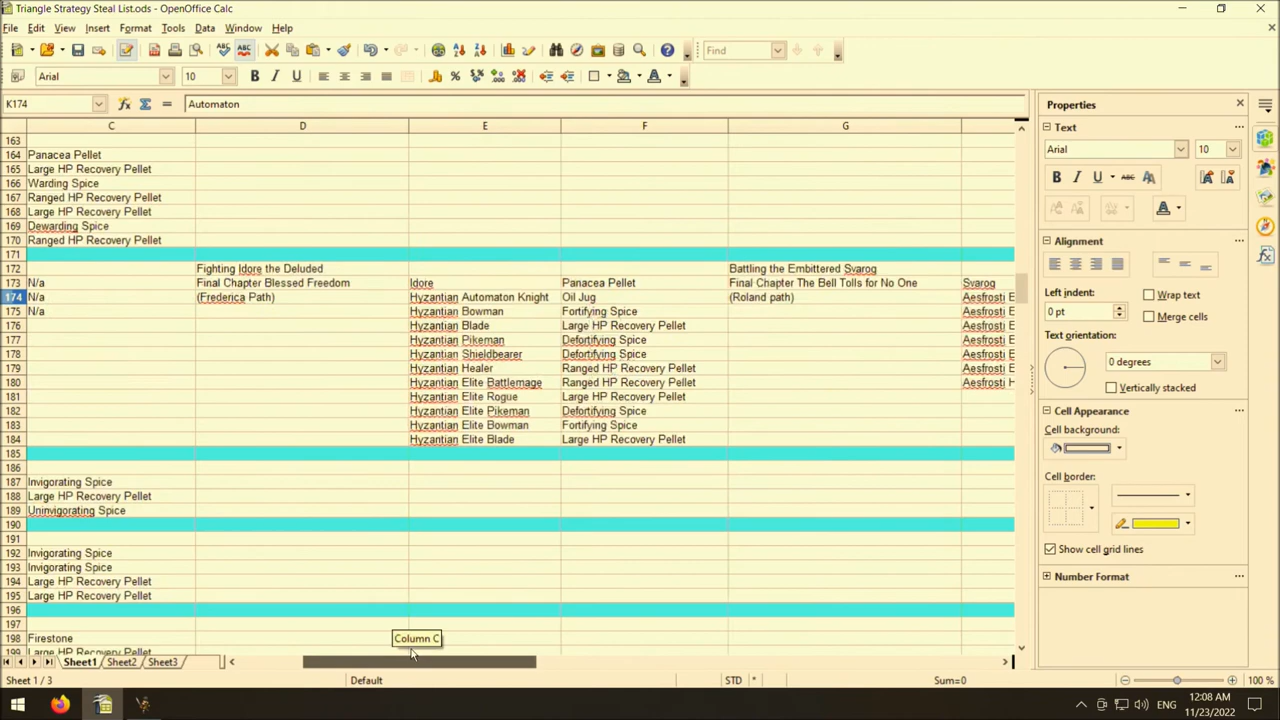 Triangle Strategy Steal List.ods - OpenOffice Calc
File Edit View Insert Format Tools Data Window Help
Find
Arial 10
K174 Automaton
C D E F G
163
164 Panacea Pellet
165 Large HP Recovery Pellet
166 Warding Spice
167 Ranged HP Recovery Pellet
168 Large HP Recovery Pellet
169 Dewarding Spice
170 Ranged HP Recovery Pellet
171
172 Fighting Idore the Deluded Battling the Embittered Svarog
173 N/a Final Chapter Blessed Freedom Idore Panacea Pellet Final Chapter The Bell Tolls for No One Svarog
174 N/a (Frederica Path) Hyzantian Automaton Knight Oil Jug (Roland path) Aesfrosti E
175 N/a Hyzantian Bowman Fortifying Spice Aesfrosti E
176 Hyzantian Blade Large HP Recovery Pellet Aesfrosti E
177 Hyzantian Pikeman Defortifying Spice Aesfrosti E
178 Hyzantian Shieldbearer Defortifying Spice Aesfrosti E
179 Hyzantian Healer Ranged HP Recovery Pellet Aesfrosti E
180 Hyzantian Elite Battlemage Ranged HP Recovery Pellet Aesfrosti H
181 Hyzantian Elite Rogue Large HP Recovery Pellet
182 Hyzantian Elite Pikeman Defortifying Spice
183 Hyzantian Elite Bowman Fortifying Spice
184 Hyzantian Elite Blade Large HP Recovery Pellet
185
186
187 Invigorating Spice
188 Large HP Recovery Pellet
189 Uninvigorating Spice
190
191
192 Invigorating Spice
193 Invigorating Spice
194 Large HP Recovery Pellet
195 Large HP Recovery Pellet
196
197
198 Firestone
199 Large HP Recovery Pellet
Column C
Sheet1 Sheet2 Sheet3
Sheet 1 / 3 Default STD * Sum=0 100 %
Properties
Text
Arial 10
Alignment
Left indent: Wrap text
0 pt Merge cells
Text orientation:
0 degrees
Vertically stacked
Cell Appearance
Cell background:
Cell border:
Show cell grid lines
Number Format
ENG
12:08 AM
11/23/2022